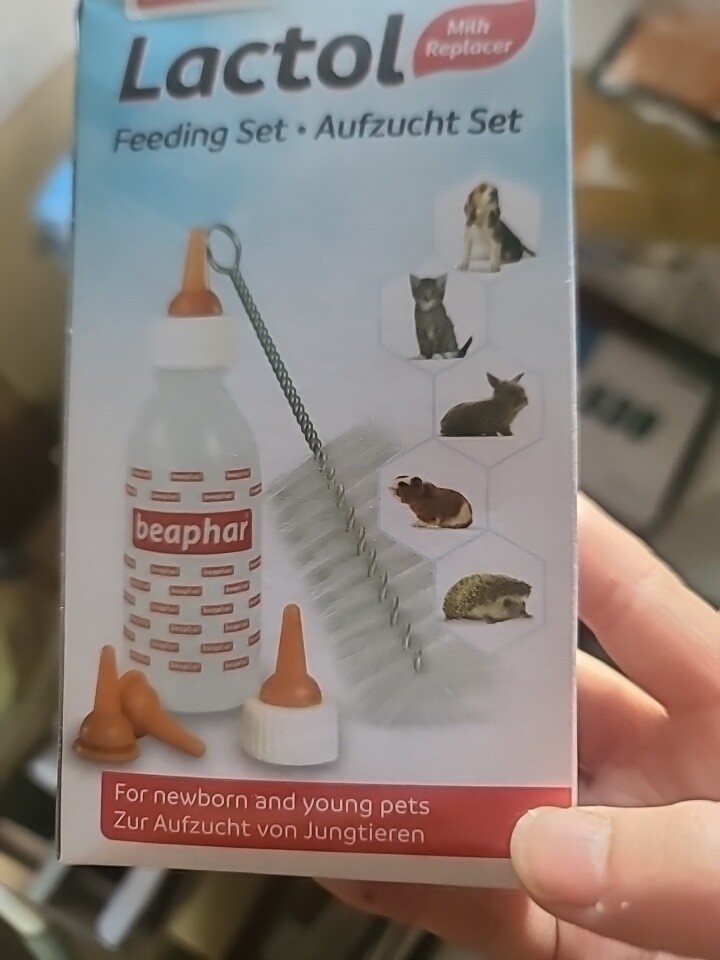 Lactol
Milk
Replacer
Feeding Set • Aufzucht Set
beaphar
For newborn and young pets
Zur Aufzucht von Jungtieren